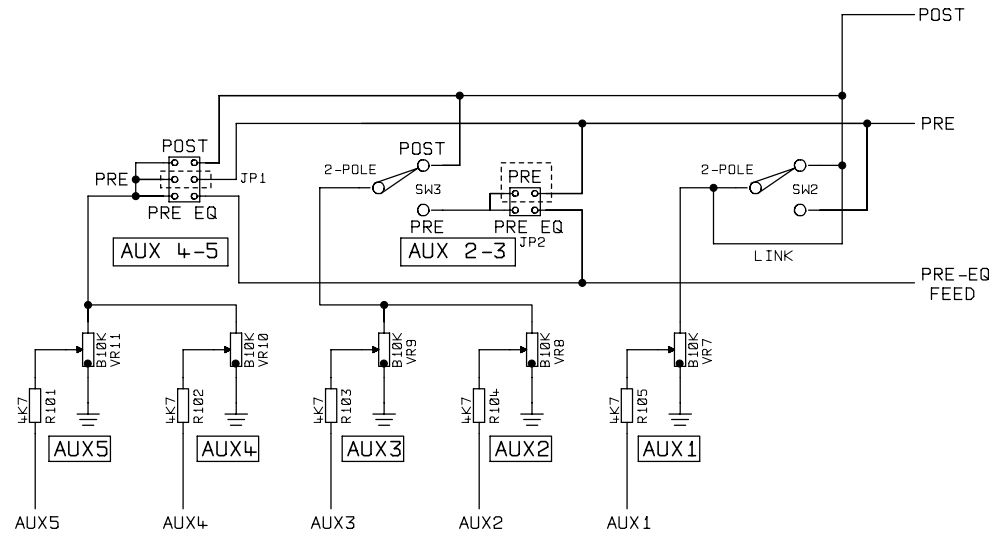 POST
PRE
POST
PRE
JP1
PRE EQ
AUX 4-5
2-POLE
POST
SW3
PRE
PRE
PRE EQ
JP2
AUX 2-3
2-POLE
SW2
LINK
PRE-EQ
FEED
B10K
VR11
4K7
R101
AUX5
B10K
VR10
4K7
R102
AUX4
B10K
VR9
4K7
R103
AUX3
B10K
VR8
4K7
R104
AUX2
B10K
VR7
4K7
R105
AUX1
AUX5
AUX4
AUX3
AUX2
AUX1